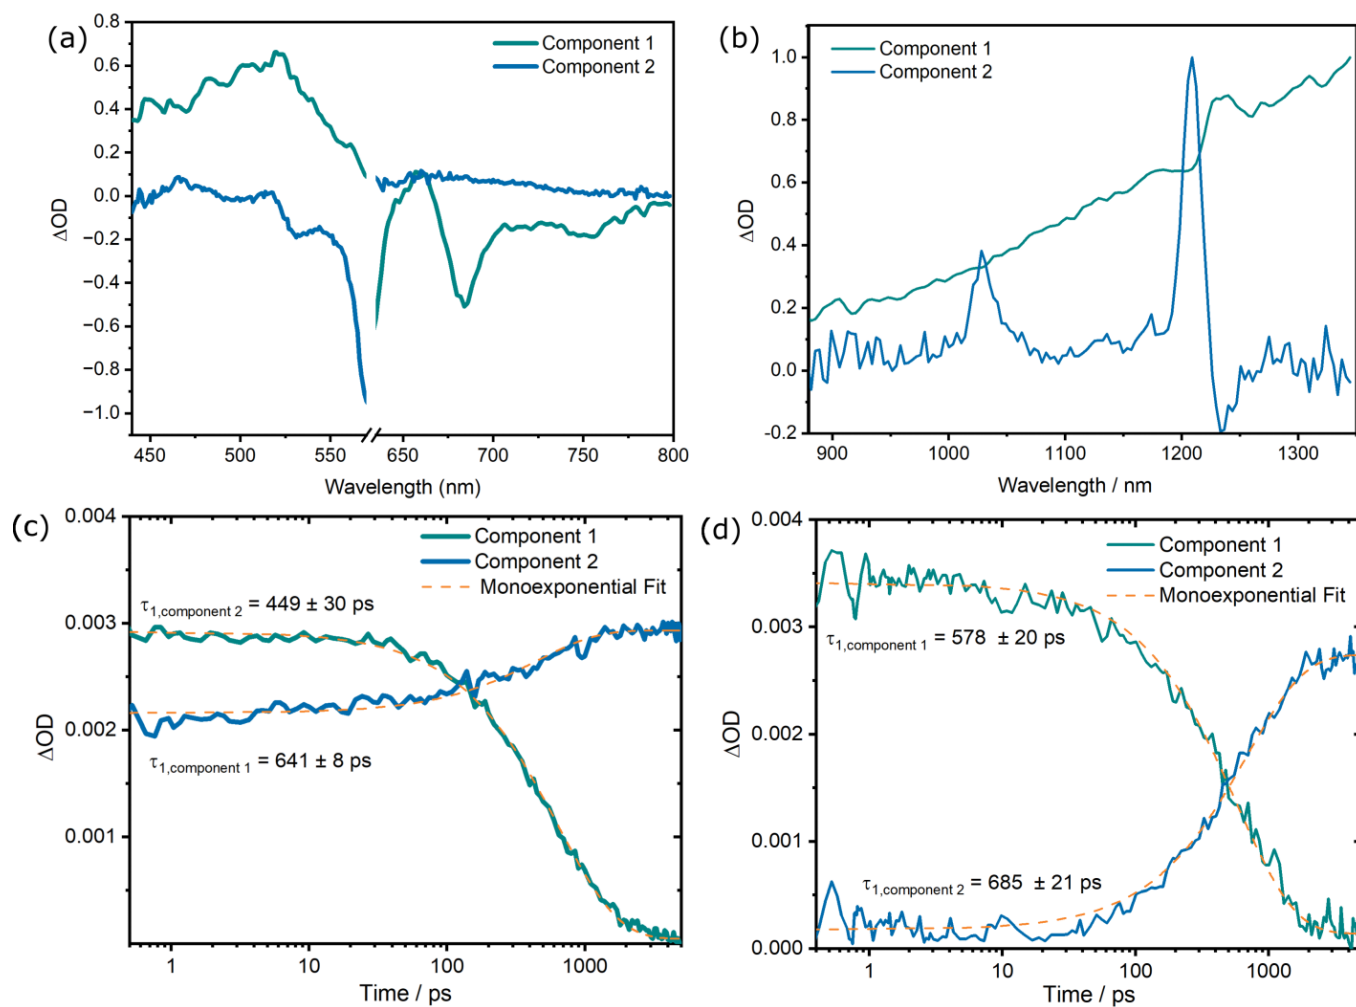 (a)
Component 1
Component 2
0.8
0.6
0.4
0.2
0.0
−0.2
−0.4
−0.6
−0.8
−1.0
ΔOD
450 500 550 650 700 750 800
Wavelength (nm)
(b)
Component 1
Component 2
1.0
0.8
0.6
0.4
0.2
0.0
-0.2
ΔOD
900 1000 1100 1200 1300
Wavelength / nm
(c)
Component 1
Component 2
Monoexponential Fit
τ1,component 2 = 449 ± 30 ps
τ1,component 1 = 641 ± 8 ps
0.004
0.003
0.002
0.001
ΔOD
1 10 100 1000
Time / ps
(d)
Component 1
Component 2
Monoexponential Fit
τ1,component 1 = 578 ± 20 ps
τ1,component 2 = 685 ± 21 ps
0.004
0.003
0.002
0.001
0.000
ΔOD
1 10 100 1000
Time / ps